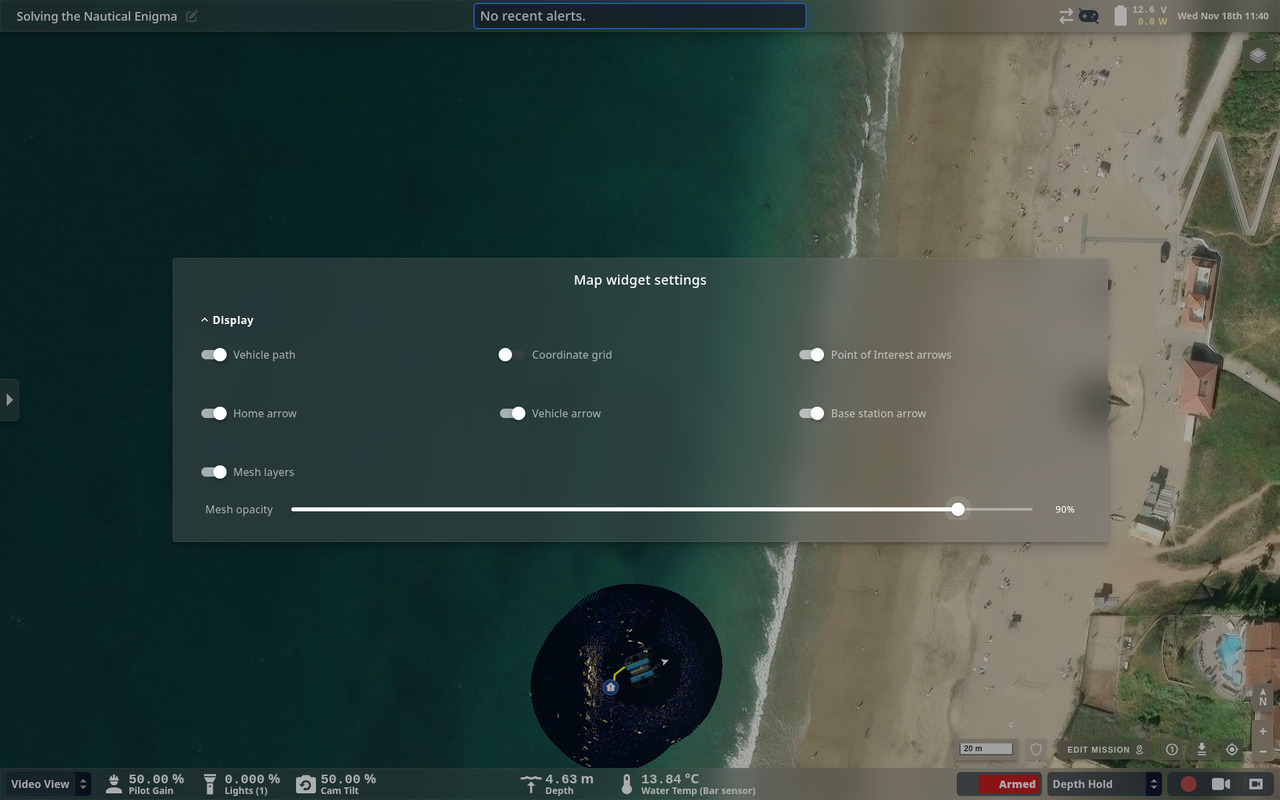 Solving the Nautical Enigma
No recent alerts.
12.6 V
0.0 W
Wed Nov 18th 11:40
Map widget settings
Display
Vehicle path
Coordinate grid
Point of Interest arrows
Home arrow
Vehicle arrow
Base station arrow
Mesh layers
Mesh opacity
90%
N
+
−
20 m
EDIT MISSION
1
Video View
50.00 %
Pilot Gain
0.000 %
Lights (1)
50.00 %
Cam Tilt
4.63 m
Depth
13.84 °C
Water Temp (Bar sensor)
Armed
Depth Hold